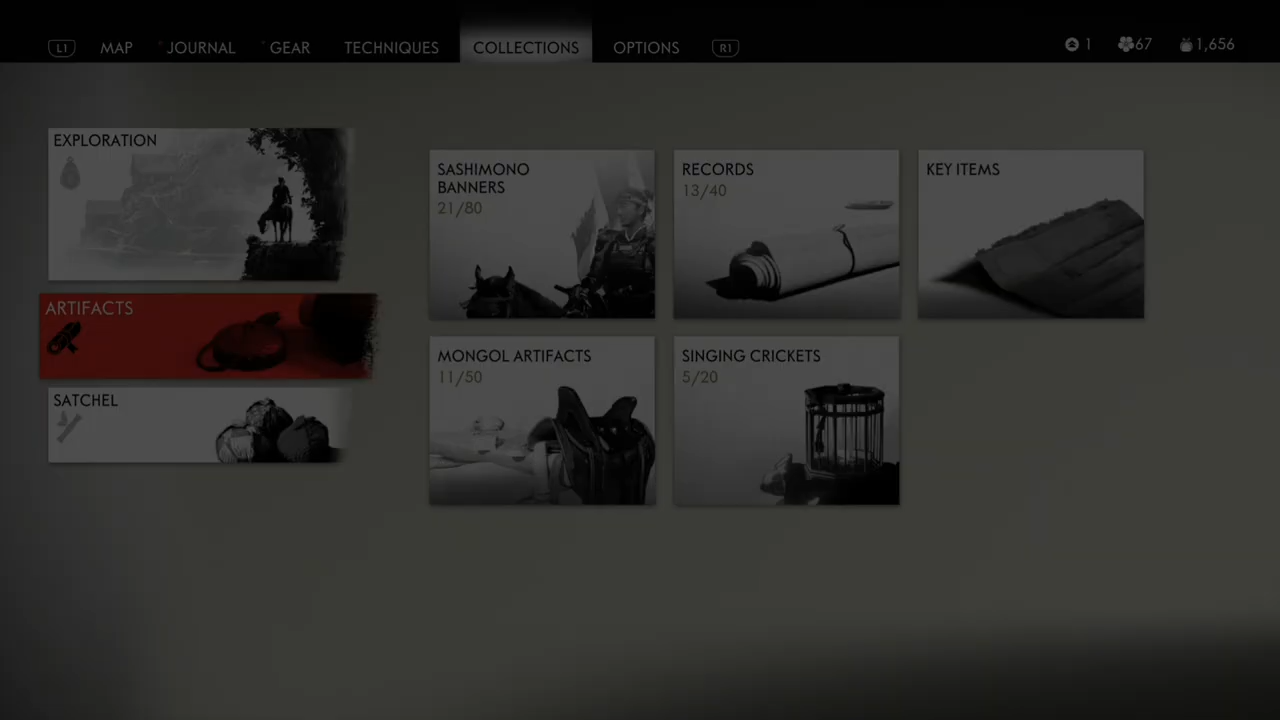 L1 MAP JOURNAL GEAR TECHNIQUES COLLECTIONS OPTIONS R1 1 67 1,656
EXPLORATION
ARTIFACTS
SATCHEL
SASHIMONO
BANNERS
21/80
RECORDS
13/40
KEY ITEMS
MONGOL ARTIFACTS
11/50
SINGING CRICKETS
5/20